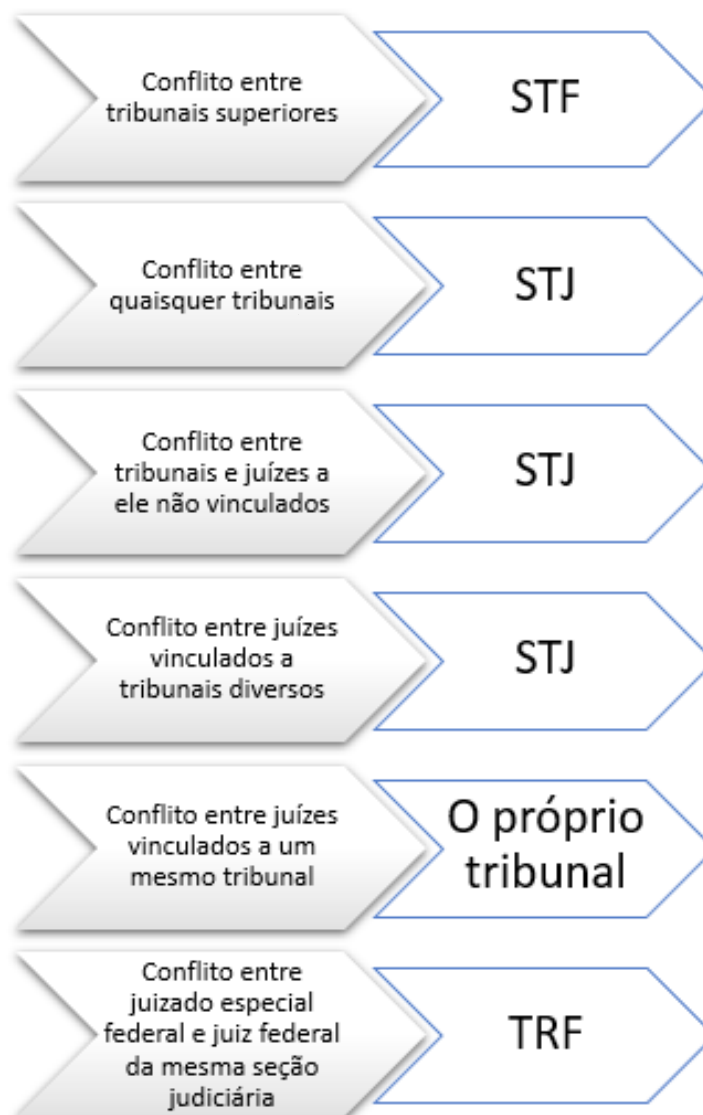 Conflito entre
tribunais superiores
STF
Conflito entre
quaisquer tribunais
STJ
Conflito entre
tribunais e juízes a
ele não vinculados
STJ
Conflito entre juízes
vinculados a
tribunais diversos
STJ
Conflito entre juízes
vinculados a um
mesmo tribunal
O próprio
tribunal
Conflito entre
juizado especial
federal e juiz federal
da mesma seção
judiciária
TRF